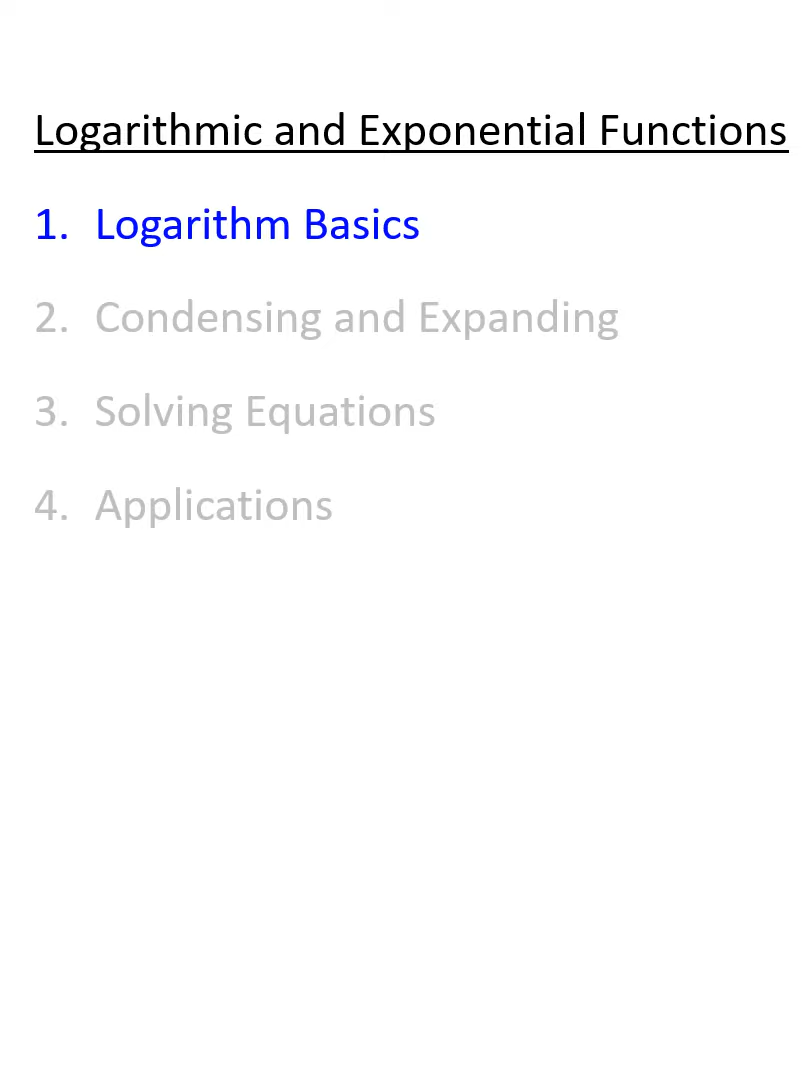 Logarithmic and Exponential Functions
1. Logarithm Basics
2. Condensing and Expanding
3. Solving Equations
4. Applications